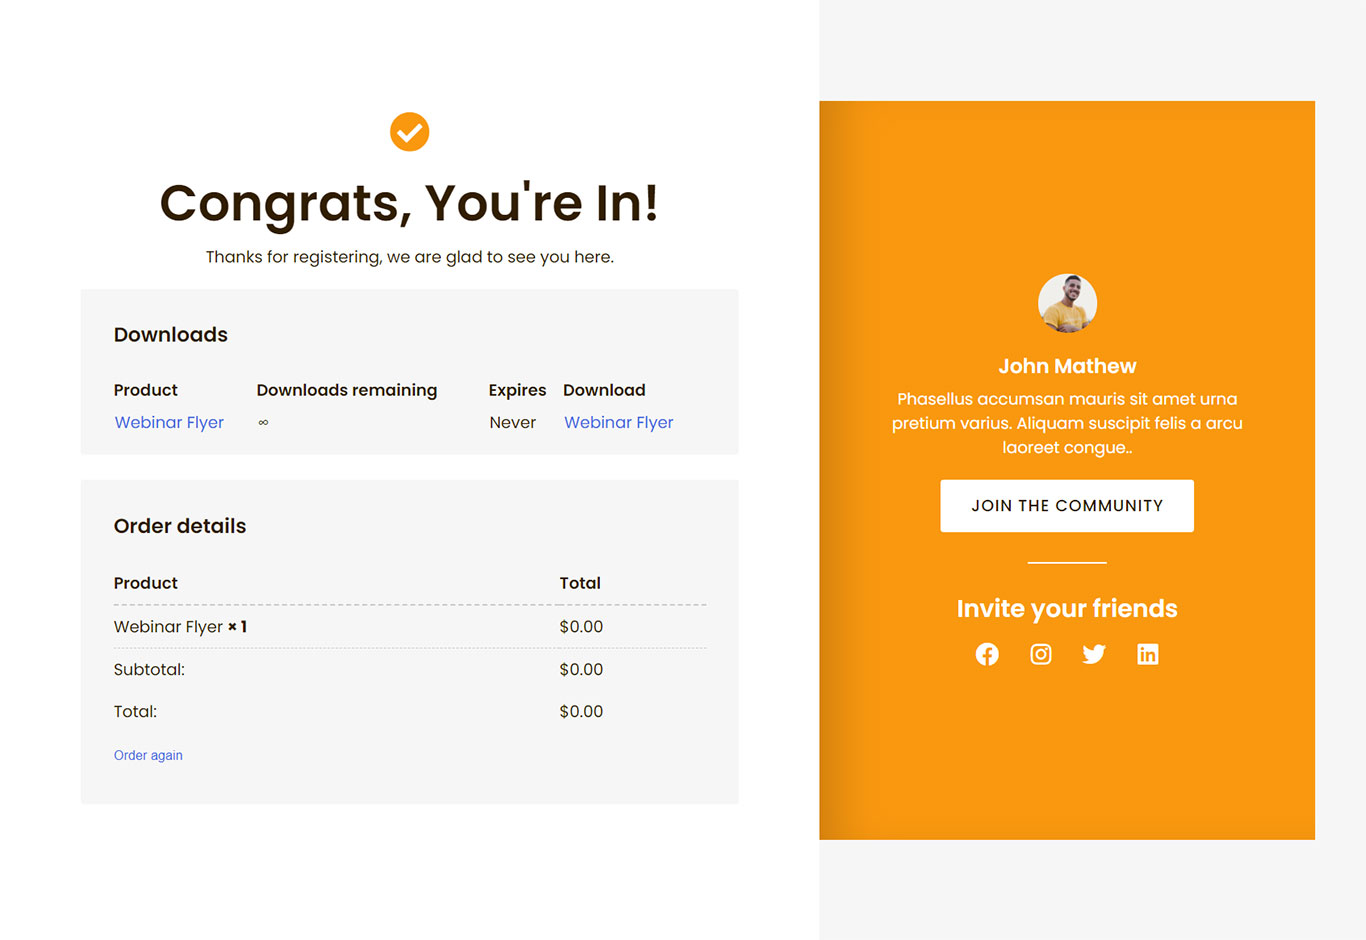 Congrats, You're In!
Thanks for registering, we are glad to see you here.
Downloads
Product Downloads remaining Expires Download
Webinar Flyer ∞ Never Webinar Flyer
Order details
Product Total
Webinar Flyer × 1 $0.00
Subtotal: $0.00
Total: $0.00
Order again
John Mathew
Phasellus accumsan mauris sit amet urna
pretium varius. Aliquam suscipit felis a arcu
laoreet congue..
JOIN THE COMMUNITY
Invite your friends